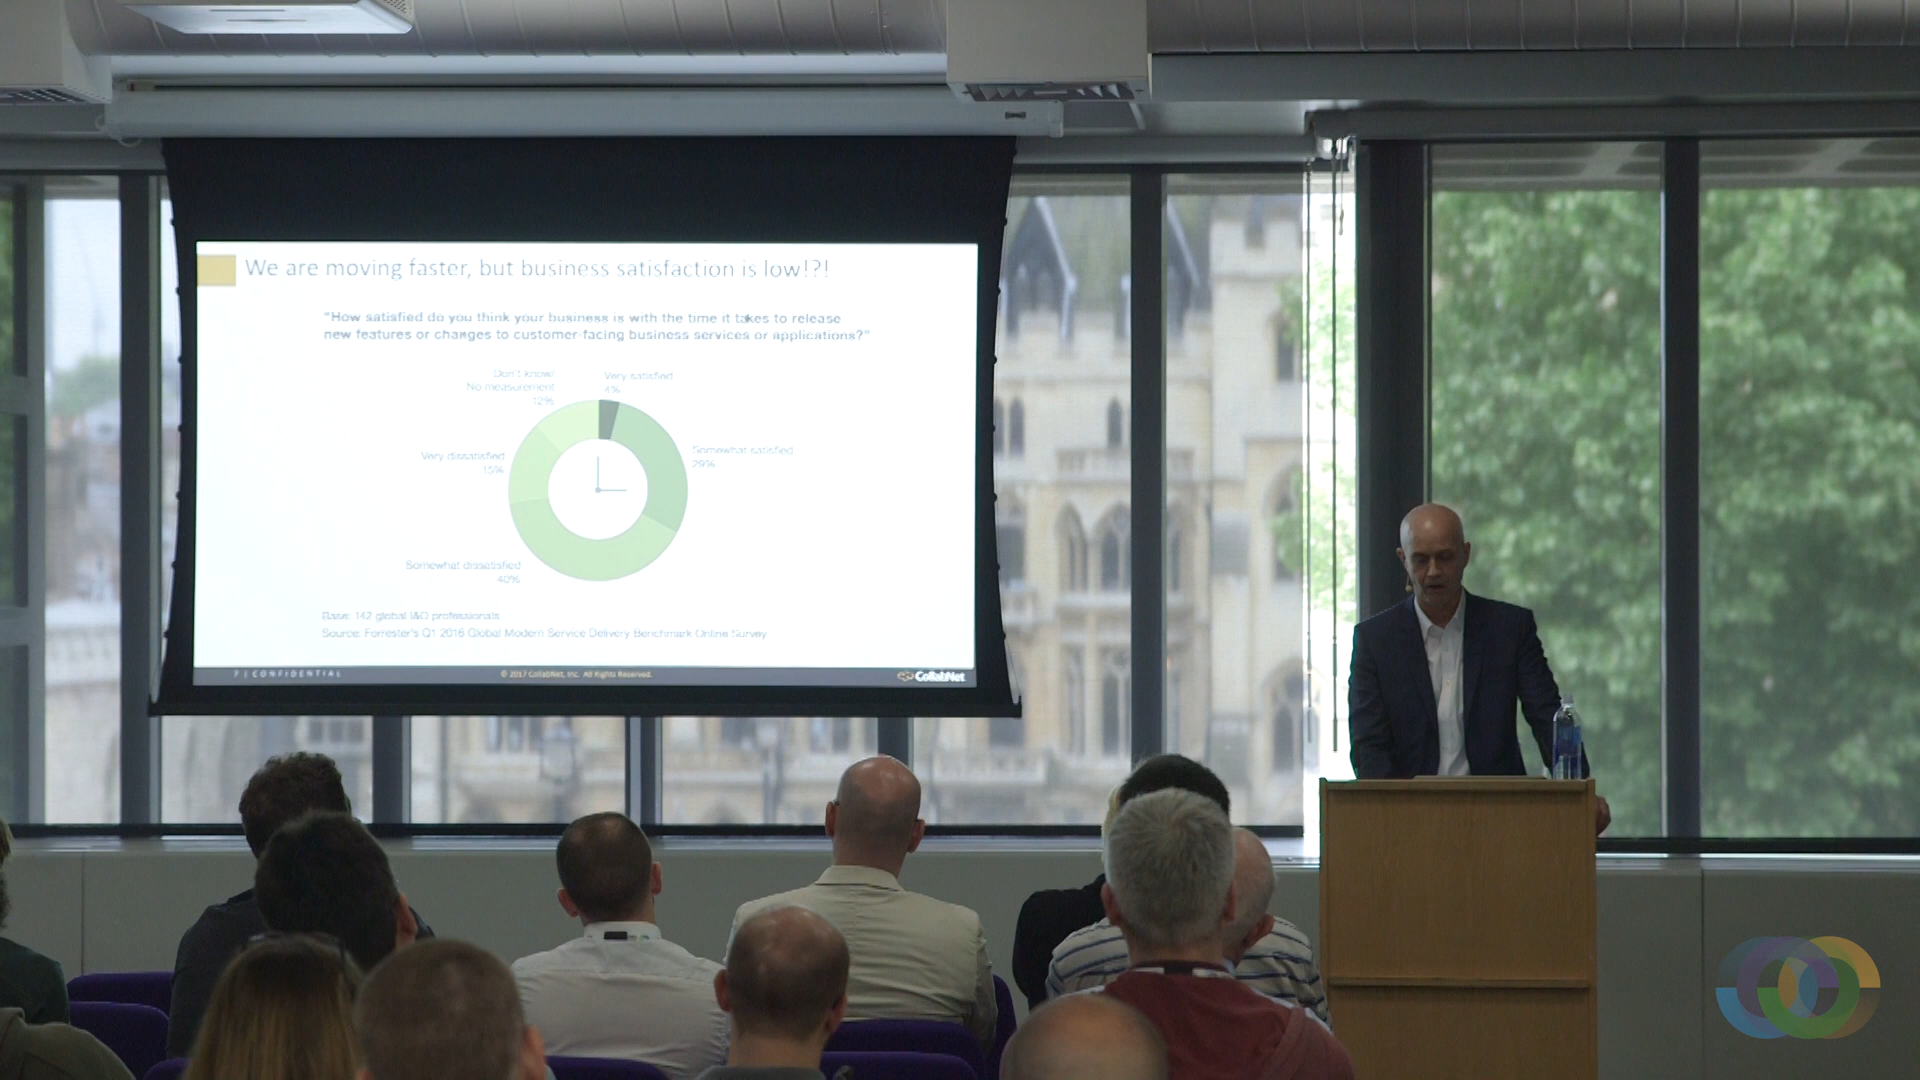 We are moving faster, but business satisfaction is low!?!
"How satisfied do you think your business is with the time it takes to release
new features or changes to customer-facing business services or applications?"
Don't know/
No measurement
12%
Very satisfied
4%
Somewhat satisfied
29%
Very dissatisfied
15%
Somewhat dissatisfied
40%
Base: 142 global I&O professionals
Source: Forrester's Q1 2016 Global Modern Service Delivery Benchmark Online Survey
7 | CONFIDENTIAL
© 2017 CollabNet, Inc. All Rights Reserved.
CollabNet